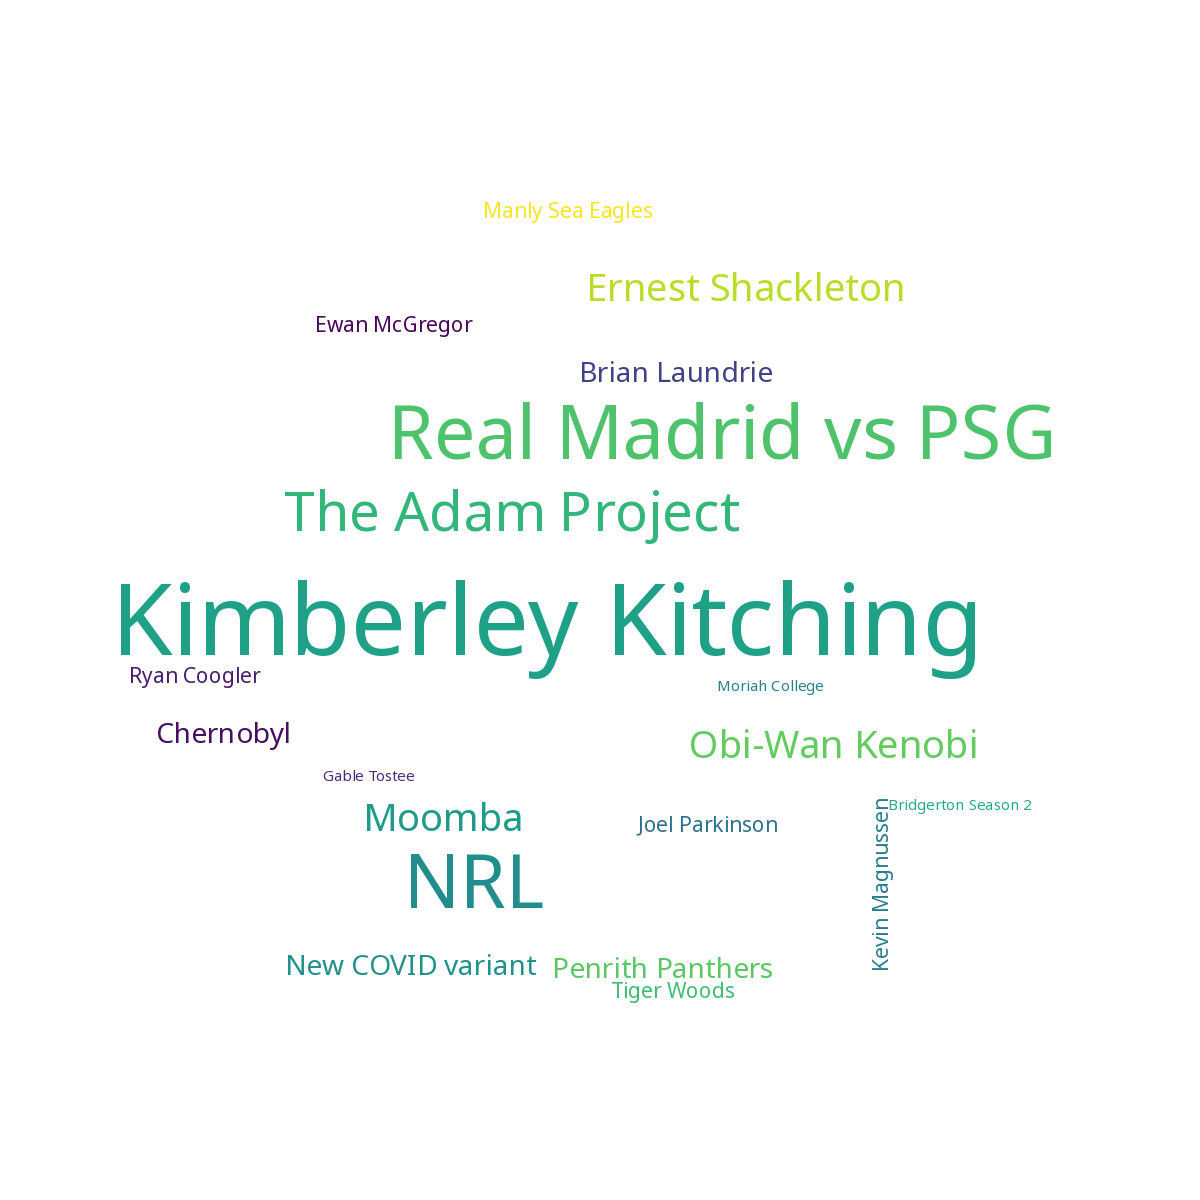 Manly Sea Eagles
Ernest Shackleton
Ewan McGregor
Brian Laundrie
Real Madrid vs PSG
The Adam Project
Kimberley Kitching
Ryan Coogler
Moriah College
Chernobyl
Obi-Wan Kenobi
Gable Tostee
Bridgerton Season 2
Moomba
Joel Parkinson
Kevin Magnussen
NRL
New COVID variant
Penrith Panthers
Tiger Woods